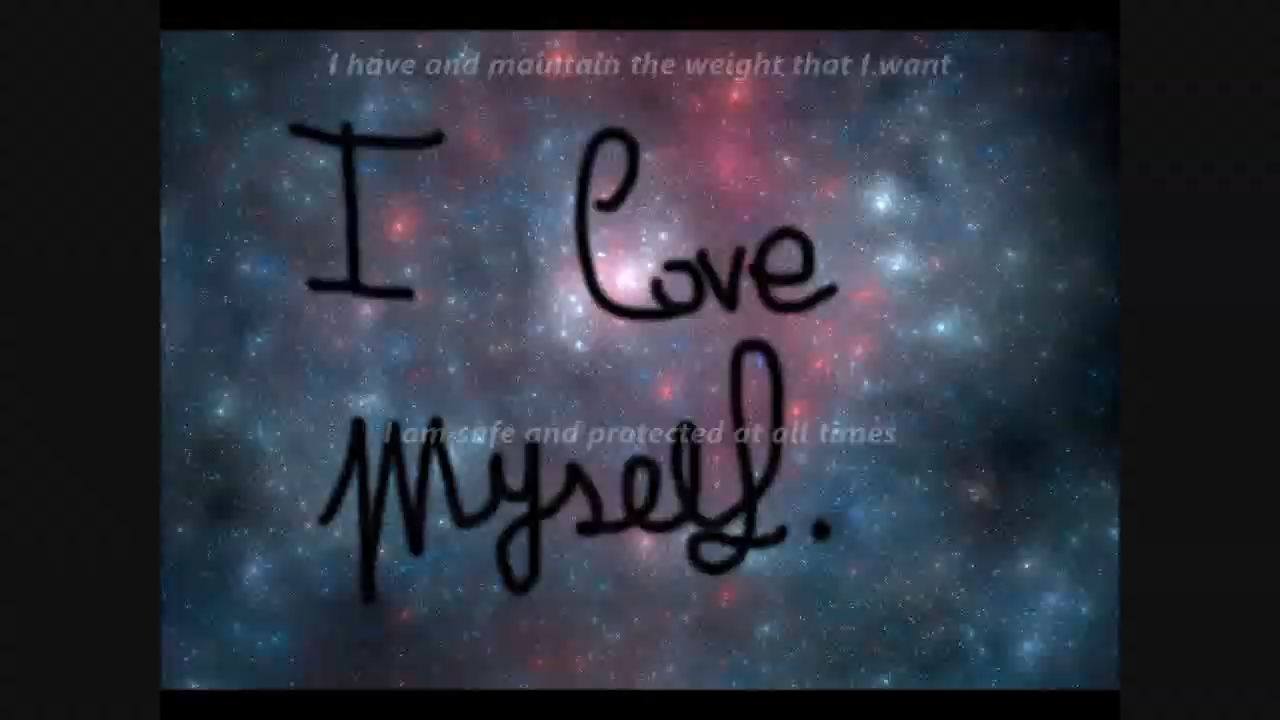 I have and maintain the weight that I want
I Love
I am safe and protected at all times
Myself.